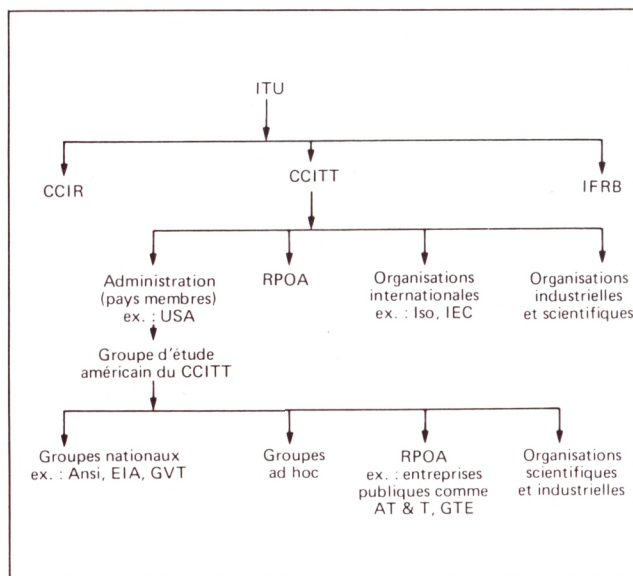 ITU
CCIR
CCITT
IFRB
Administration
(pays membres)
ex. : USA
RPOA
Organisations
internationales
ex. : Iso, IEC
Organisations
industrielles
et scientifiques
Groupe d'étude
américain du CCITT
Groupes nationaux
ex. : Ansi, EIA, GVT
Groupes
ad hoc
RPOA
ex. : entreprises
publiques comme
AT & T, GTE
Organisations
scientifiques
et industrielles